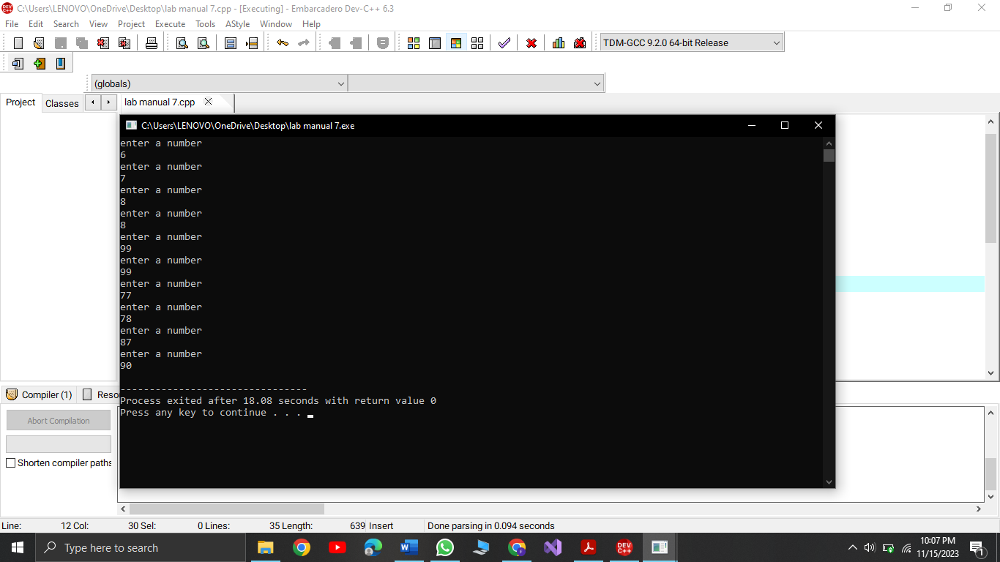 C:\Users\LENOVO\OneDrive\Desktop\lab manual 7.cpp - [Executing] - Embarcadero Dev-C++ 6.3
File Edit Search View Project Execute Tools AStyle Window Help
TDM-GCC 9.2.0 64-bit Release
(globals)
Project Classes lab manual 7.cpp
C:\Users\LENOVO\OneDrive\Desktop\lab manual 7.exe
enter a number
6
enter a number
7
enter a number
8
enter a number
8
enter a number
99
enter a number
99
enter a number
77
enter a number
78
enter a number
87
enter a number
90
--------------------------------
Process exited after 18.08 seconds with return value 0
Press any key to continue . . .
Compiler (1) Reso
Abort Compilation
Shorten compiler paths
Line: 12 Col: 30 Sel: 0 Lines: 35 Length: 639 Insert Done parsing in 0.094 seconds
Type here to search
DEV C++
10:07 PM
11/15/2023
1